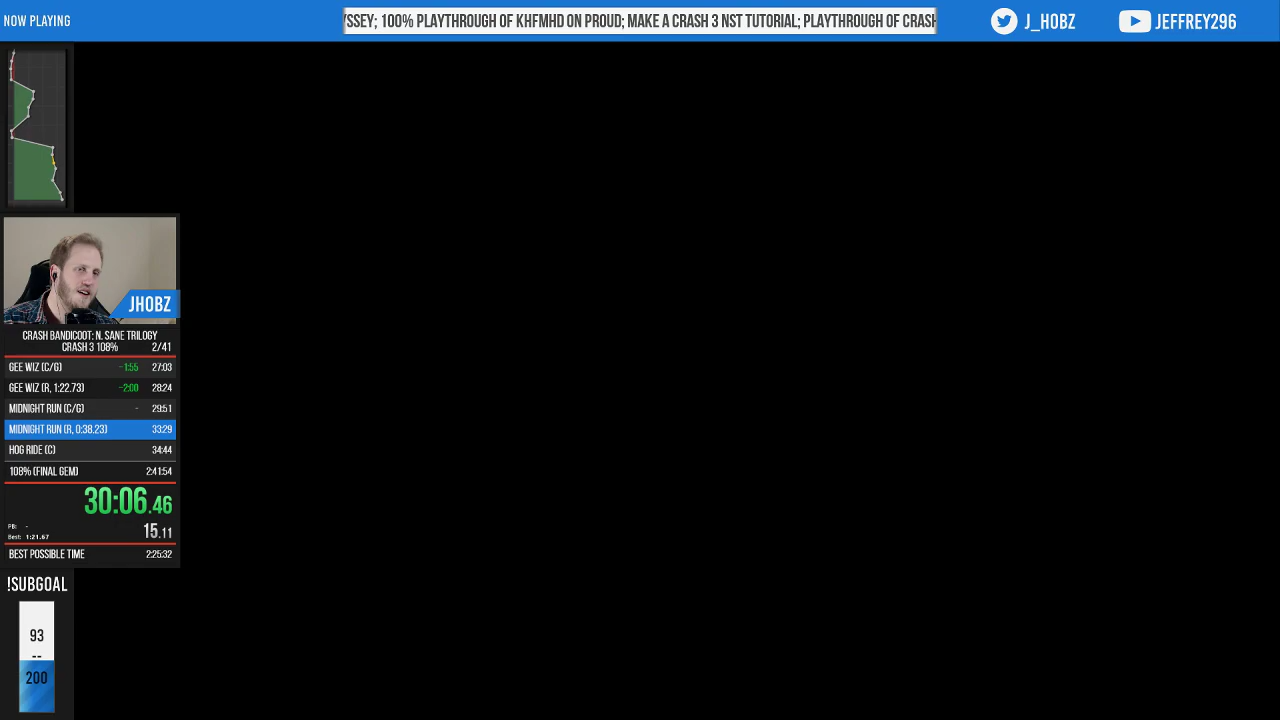 NOW PLAYING
YSSEY; 100% PLAYTHROUGH OF KHFMHD ON PROUD; MAKE A CRASH 3 NST TUTORIAL; PLAYTHROUGH OF CRASH
J_HOBZ
JEFFREY296
JHOBZ
CRASH BANDICOOT: N. SANE TRILOGY
CRASH 3 108% 2/41
GEE WIZ (C/G) -1:55 27:03
GEE WIZ (R, 1:22.73) -2:00 28:24
MIDNIGHT RUN (C/G) - 29:51
MIDNIGHT RUN (R, 0:38.23) 33:29
HOG RIDE (C) 34:44
108% (FINAL GEM) 2:41:54
30:06.46
PB: - 15.11
Best: 1:21.67
BEST POSSIBLE TIME 2:25:32
!SUBGOAL
93
--
200